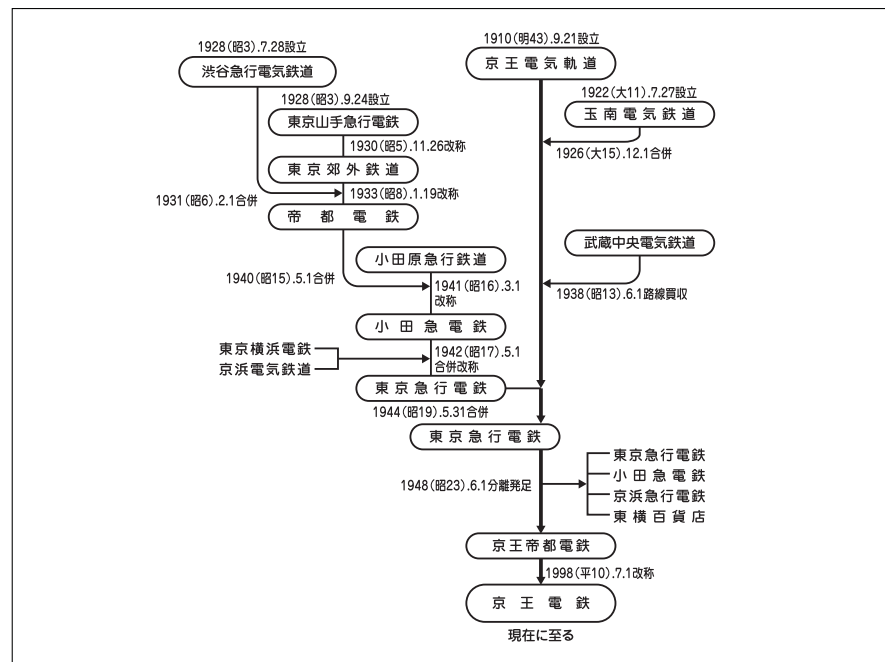 1928(昭3).7.28設立
渋谷急行電気鉄道
1910(明43).9.21設立
京王電気軌道
1928(昭3).9.24設立
東京山手急行電鉄
1922(大11).7.27設立
玉南電気鉄道
1930(昭5).11.26改称
1926(大15).12.1合併
東京郊外鉄道
1931(昭6).2.1合併
1933(昭8).1.19改称
帝都電鉄
武蔵中央電気鉄道
小田原急行鉄道
1940(昭15).5.1合併
1941(昭16).3.1
改称
1938(昭13).6.1路線買収
小田急電鉄
東京横浜電鉄
京浜電気鉄道
1942(昭17).5.1
合併改称
東京急行電鉄
1944(昭19).5.31合併
東京急行電鉄
1948(昭23).6.1分離発足
東京急行電鉄
小田急電鉄
京浜急行電鉄
東横百貨店
京王帝都電鉄
1998(平10).7.1改称
京王電鉄
現在に至る